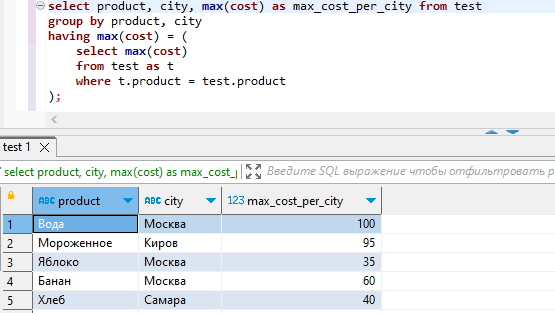 select product, city, max(cost) as max_cost_per_city from test
group by product, city
having max(cost) = (
select max(cost)
from test as t
where t.product = test.product
);
test 1
select product, city, max(cost) as max_cost_
Введите SQL выражение чтобы отфильтровать
ABC product ABC city 123 max_cost_per_city
1 Вода Москва 100
2 Мороженное Киров 95
3 Яблоко Москва 35
4 Банан Москва 60
5 Хлеб Самара 40